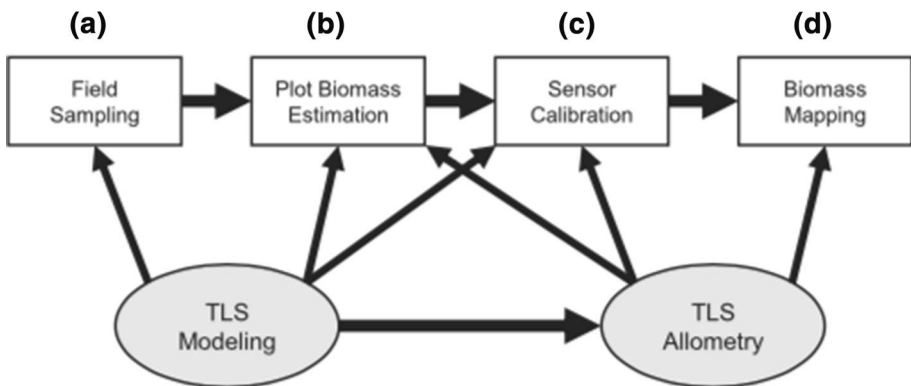 (a) (b) (c) (d)
Field
Sampling
Plot Biomass
Estimation
Sensor
Calibration
Biomass
Mapping
TLS
Modeling
TLS
Allometry